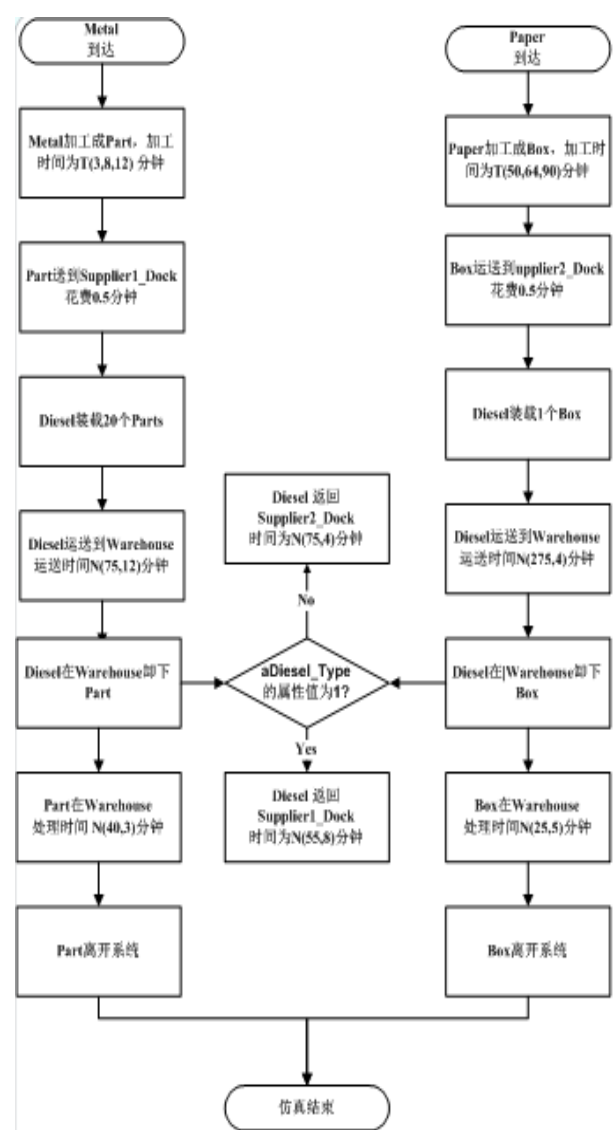 Metal
到达
Metal加工成Part，加工
时间为T(3,8,12) 分钟
Part送到Supplier1_Dock
花费0.5分钟
Diesel装载20个Parts
Diesel运送到Warehouse
运送时间N(75,12)分钟
Diesel在Warehouse卸下
Part
Part在Warehouse
处理时间 N(40,3)分钟
Part离开系统
Diesel 返回
Supplier2_Dock
时间为N(75,4)分钟
No
aDiesel_Type
的属性值为1?
Yes
Diesel 返回
Supplier1_Dock
时间为N(55,8)分钟
Paper
到达
Paper加工成Box，加工时
间为T(50,64,90)分钟
Box运送到upplier2_Dock
花费0.5分钟
Diesel装载1个Box
Diesel运送到Warehouse
运送时间N(275,4)分钟
Diesel在|Warehouse卸下
Box
Box在Warehouse
处理时间N(25,5)分钟
Box离开系统
仿真结束